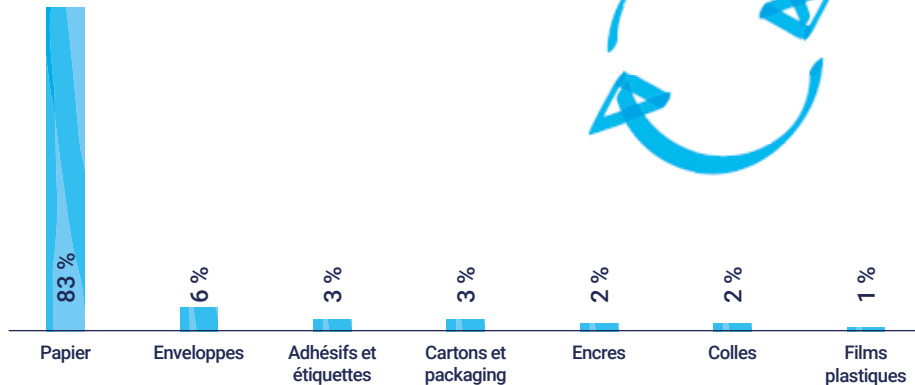 83 %
6 %
3 %
3 %
2 %
2 %
1 %
Papier
Enveloppes
Adhésifs et
étiquettes
Cartons et
packaging
Encres
Colles
Films
plastiques